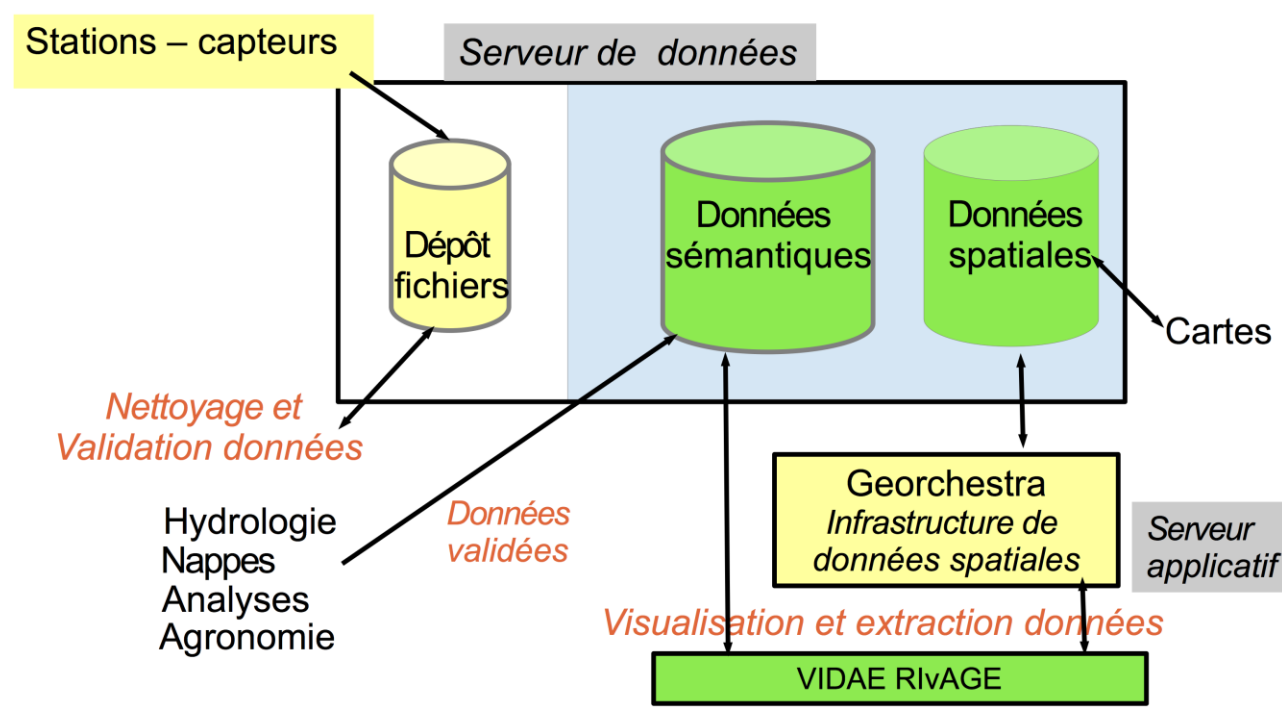 Stations – capteurs
Serveur de données
Dépôt
fichiers
Données
sémantiques
Données
spatiales
Cartes
Nettoyage et
Validation données
Hydrologie
Nappes
Analyses
Agronomie
Données
validées
Georchestra
Infrastructure de
données spatiales
Serveur
applicatif
Visualisation et extraction données
VIDAE RIvAGE